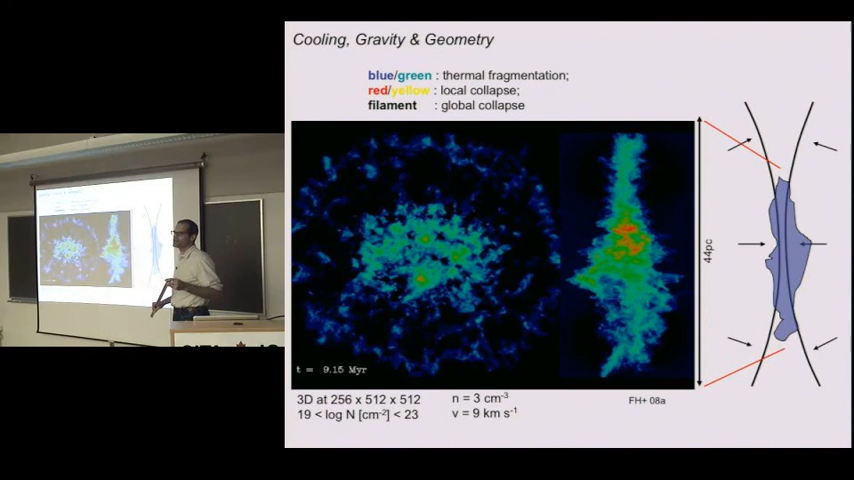 Cooling, Gravity & Geometry
blue/green : thermal fragmentation;
red/yellow : local collapse;
filament : global collapse
44pc
t = 9.15 Myr
3D at 256 x 512 x 512
n = 3 cm-3
19 < log N [cm-2] < 23
v = 9 km s-1
FH+ 08a